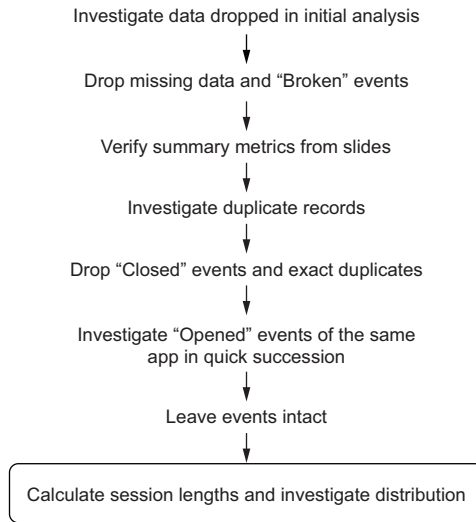 Investigate data dropped in initial analysis
Drop missing data and “Broken” events
Verify summary metrics from slides
Investigate duplicate records
Drop “Closed” events and exact duplicates
Investigate “Opened” events of the same
app in quick succession
Leave events intact
Calculate session lengths and investigate distribution